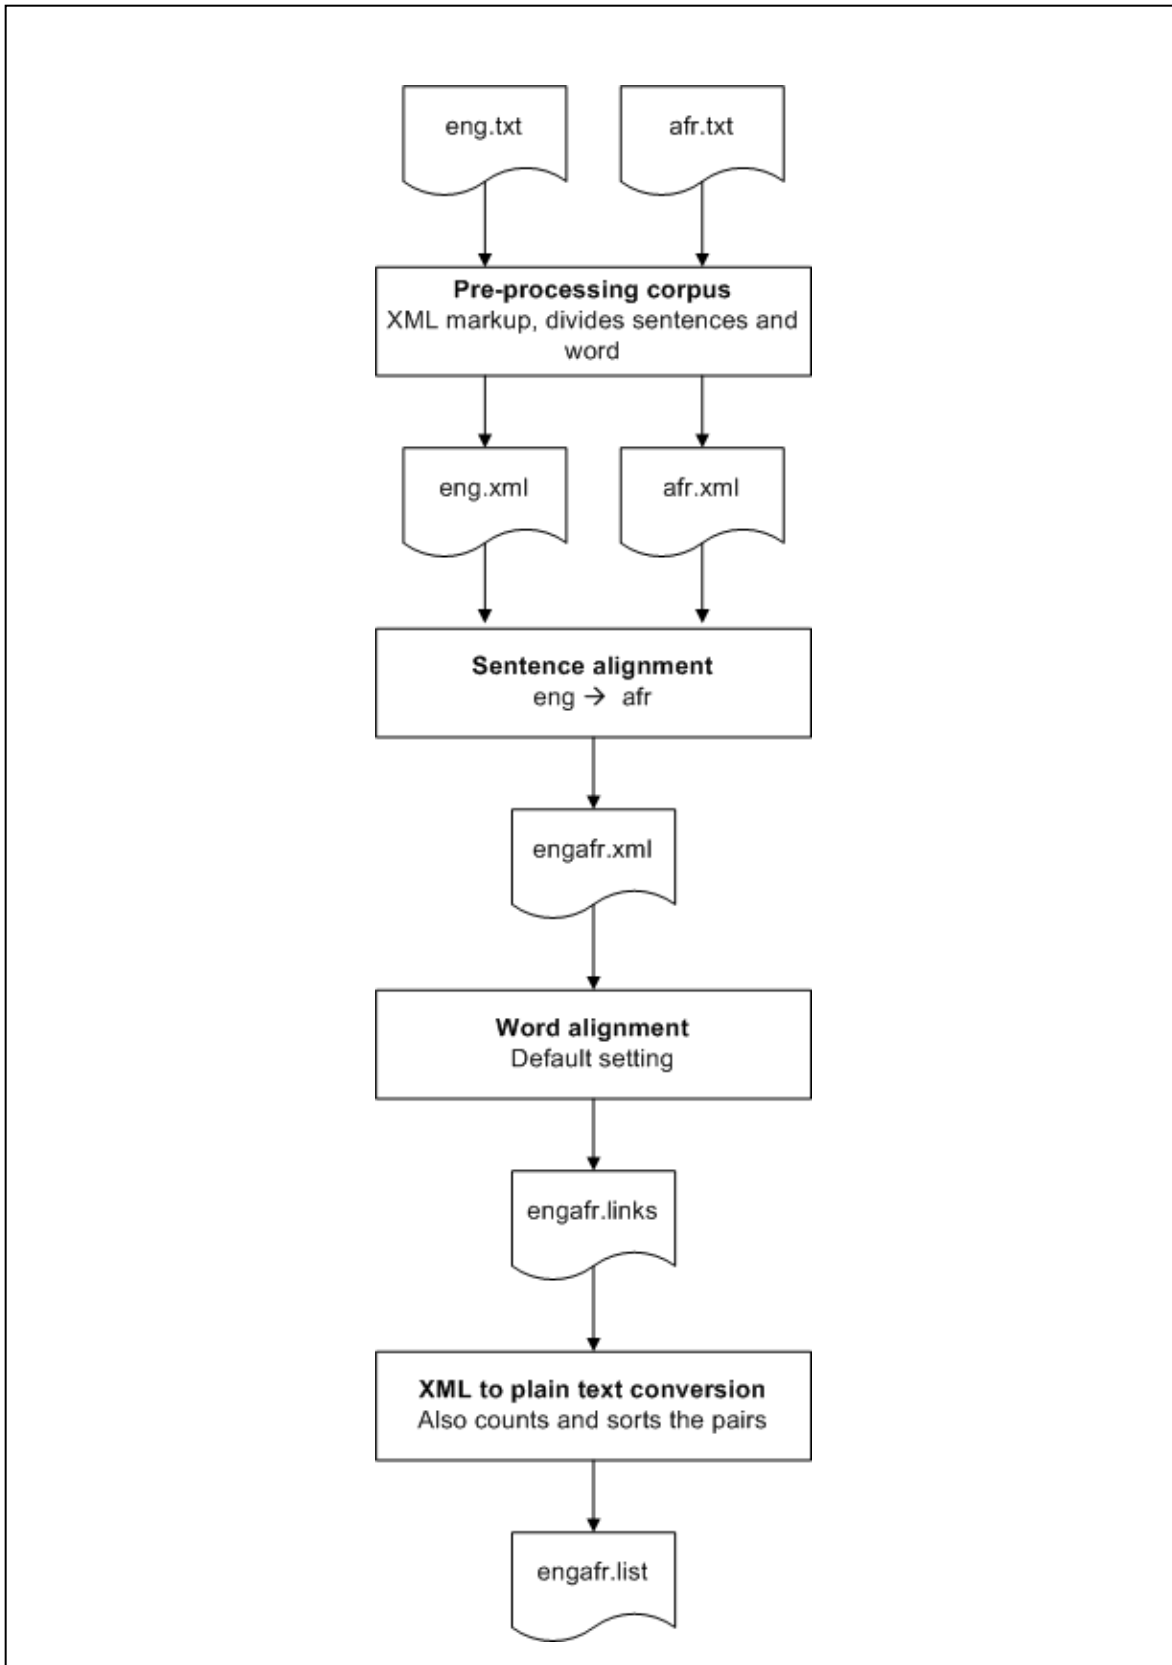 eng.txt
afr.txt
Pre-processing corpus
XML markup, divides sentences and
word
eng.xml
afr.xml
Sentence alignment
eng → afr
engafr.xml
Word alignment
Default setting
engafr.links
XML to plain text conversion
Also counts and sorts the pairs
engafr.list